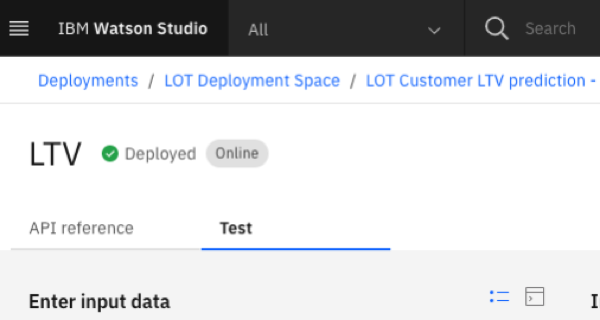 IBM Watson Studio All Search
Deployments / LOT Deployment Space / LOT Customer LTV prediction -
LTV Deployed Online
API reference Test
Enter input data